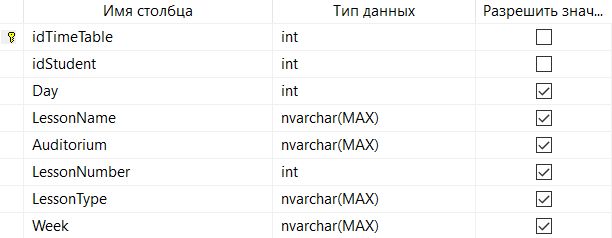 Имя столбца Тип данных Разрешить знач...
idTimeTable int
idStudent int
Day int
LessonName nvarchar(MAX)
Auditorium nvarchar(MAX)
LessonNumber int
LessonType nvarchar(MAX)
Week nvarchar(MAX)